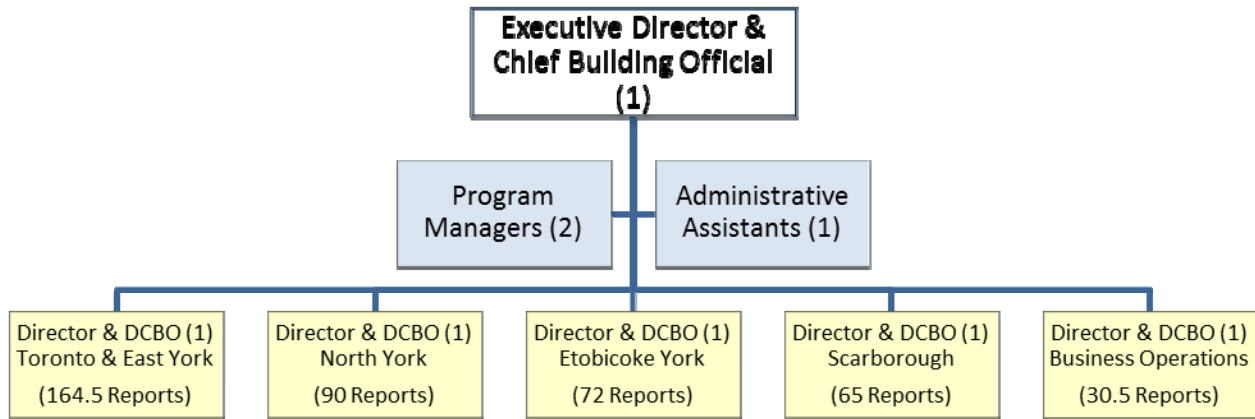 Executive Director &
Chief Building Official
(1)
Program
Managers (2)
Administrative
Assistants (1)
Director & DCBO (1)
Toronto & East York
(164.5 Reports)
Director & DCBO (1)
North York
(90 Reports)
Director & DCBO (1)
Etobicoke York
(72 Reports)
Director & DCBO (1)
Scarborough
(65 Reports)
Director & DCBO (1)
Business Operations
(30.5 Reports)